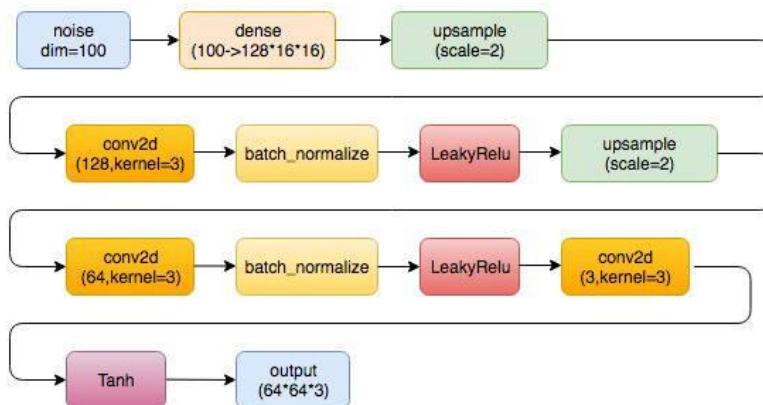 noise
dim=100
dense
(100->128*16*16)
upsample
(scale=2)
conv2d
(128,kernel=3)
batch_normalize
LeakyRelu
upsample
(scale=2)
conv2d
(64,kernel=3)
batch_normalize
LeakyRelu
conv2d
(3,kernel=3)
Tanh
output
(64*64*3)